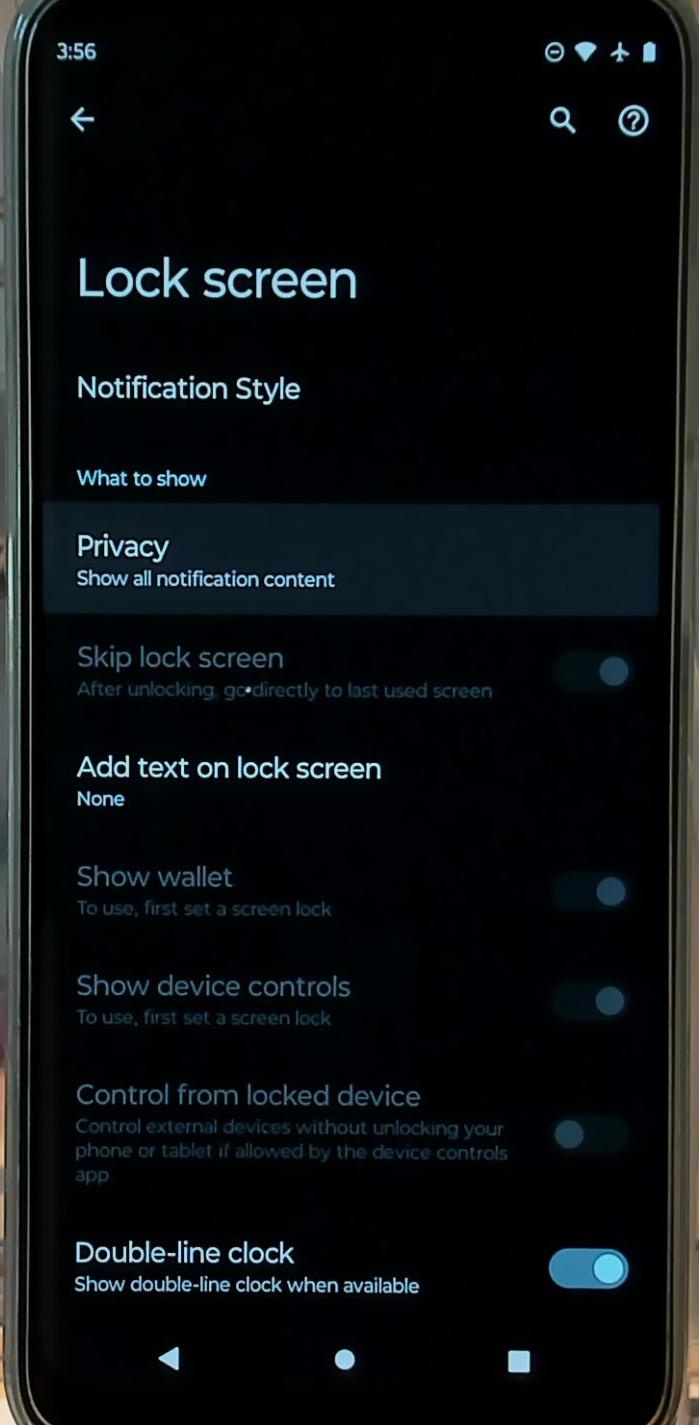 3:56
Lock screen
Notification Style
What to show
Privacy
Show all notification content
Skip lock screen
After unlocking, go directly to last used screen
Add text on lock screen
None
Show wallet
To use, first set a screen lock
Show device controls
To use, first set a screen lock
Control from locked device
Control external devices without unlocking your
phone or tablet if allowed by the device controls
app
Double-line clock
Show double-line clock when available